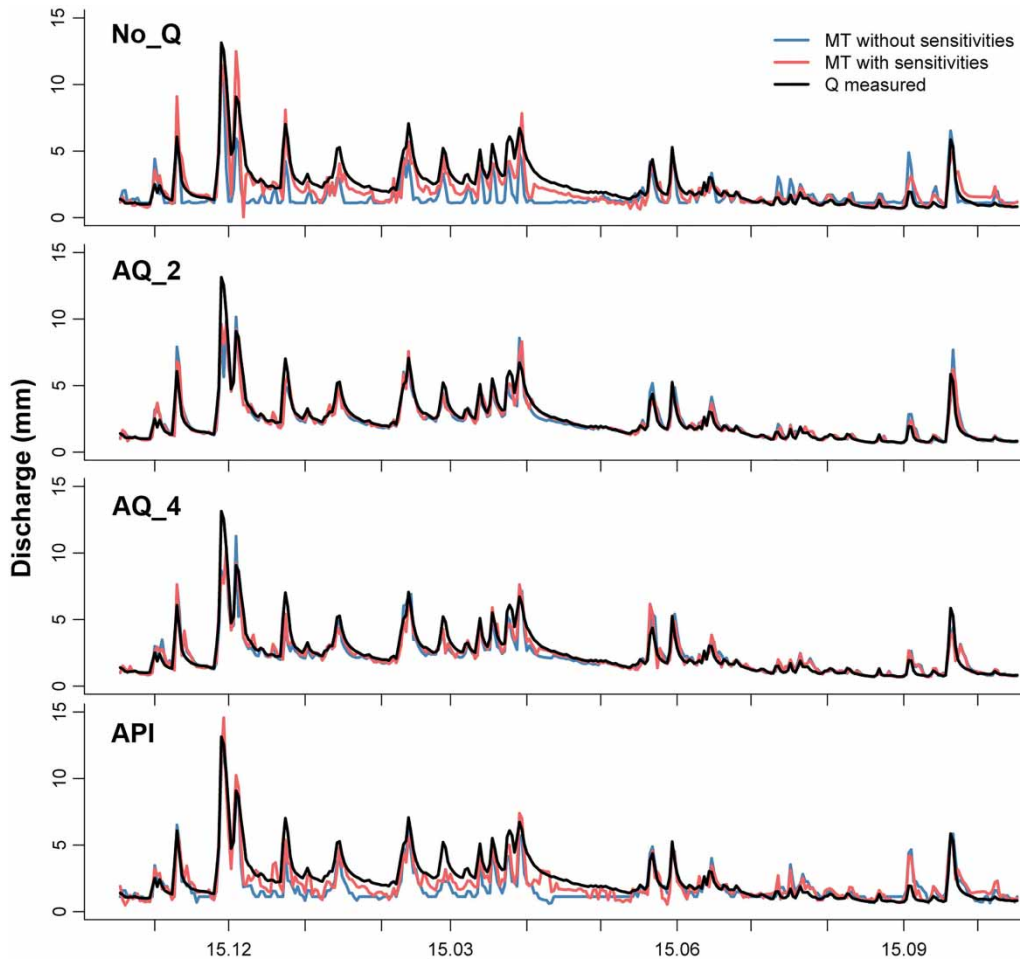 No_Q
MT without sensitivities
MT with sensitivities
Q measured
15
10
5
0
AQ_2
15
10
5
0
AQ_4
15
10
5
0
API
15
10
5
0
Discharge (mm)
15.12 15.03 15.06 15.09